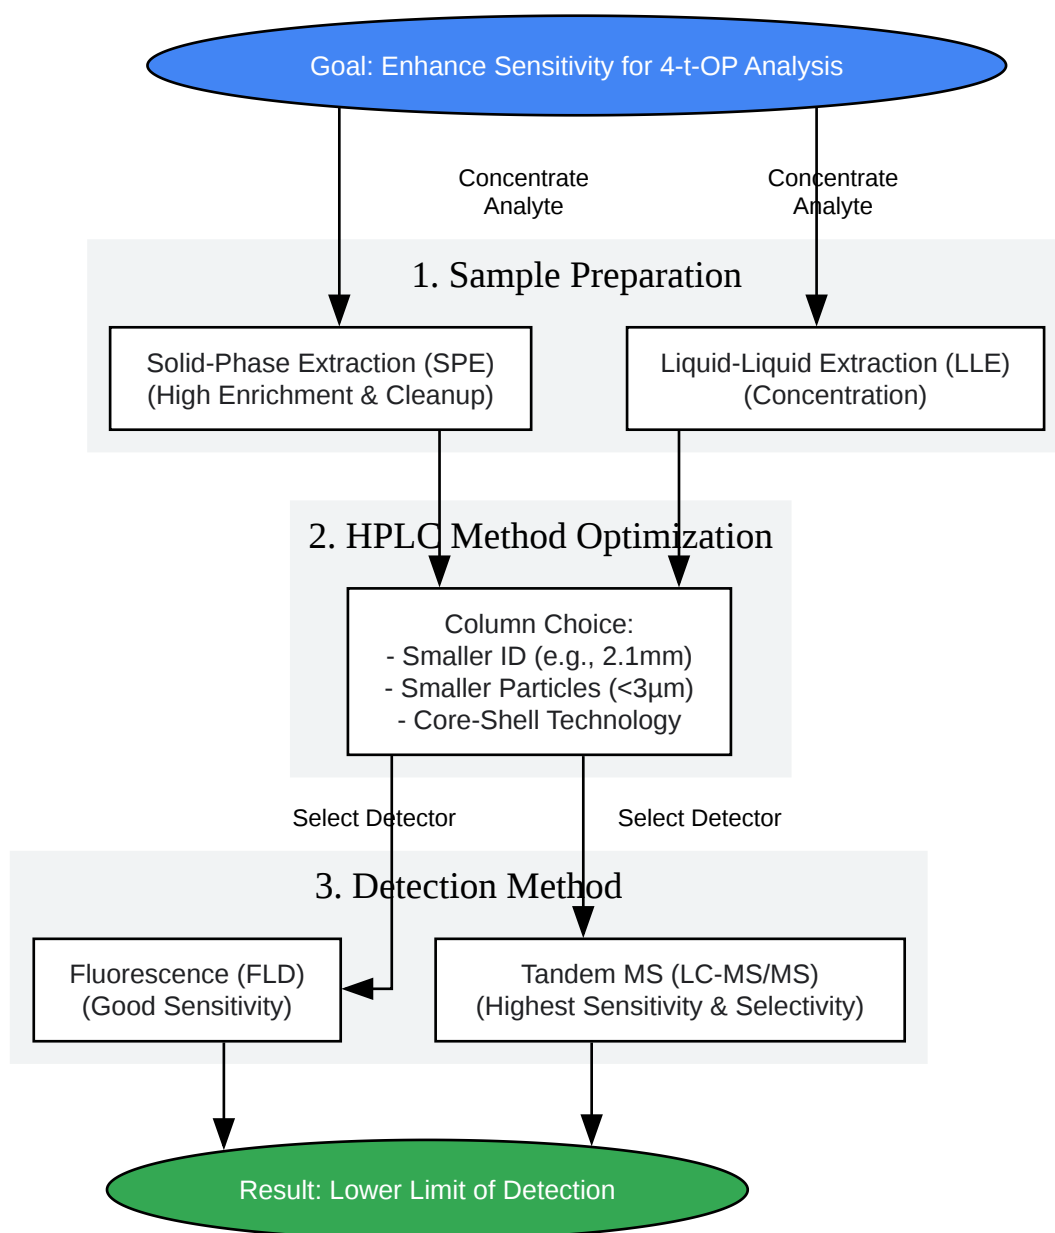 Goal: Enhance Sensitivity for 4-t-OP Analysis
Concentrate
Analyte
Concentrate
Analyte
1. Sample Preparation
Solid-Phase Extraction (SPE)
(High Enrichment & Cleanup)
Liquid-Liquid Extraction (LLE)
(Concentration)
2. HPLC Method Optimization
Column Choice:
- Smaller ID (e.g., 2.1mm)
- Smaller Particles (<3µm)
- Core-Shell Technology
Select Detector
Select Detector
3. Detection Method
Fluorescence (FLD)
(Good Sensitivity)
Tandem MS (LC-MS/MS)
(Highest Sensitivity & Selectivity)
Result: Lower Limit of Detection